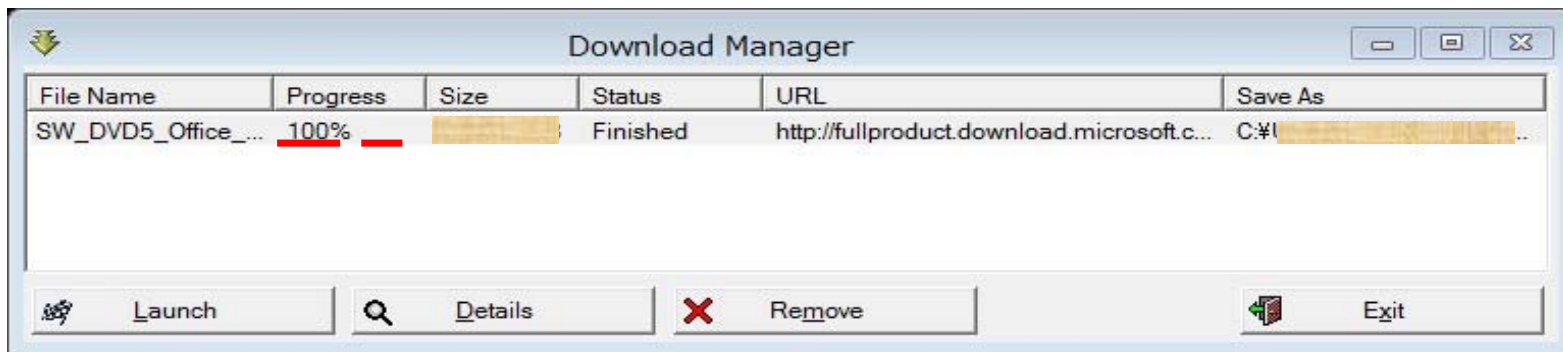 Download Manager
File Name Progress Size Status URL Save As
SW_DVD5_Office_... 100% Finished http://fullproduct.download.microsoft.c... C:¥
Launch Details Remove Exit